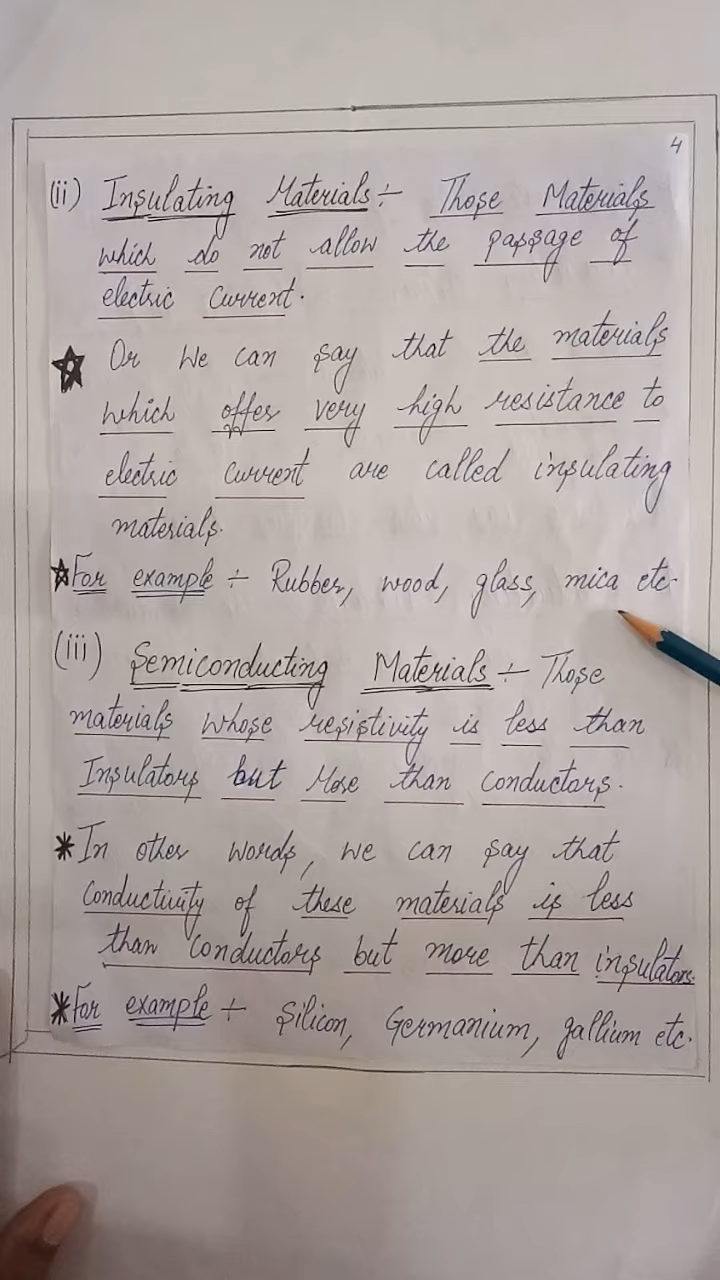 4
(ii) Insulating Materials :- Those Materials
which do not allow the passage of
electric current.
Or we can say that the materials
which offer very high resistance to
electric current are called insulating
materials.
For example :- Rubber, wood, glass, mica etc.
(iii) Semiconducting Materials :- Those
materials whose resistivity is less than
Insulators but More than conductors.
In other words, we can say that
conductivity of these materials is less
than conductors but more than insulators.
For example :- Silicon, Germanium, gallium etc.